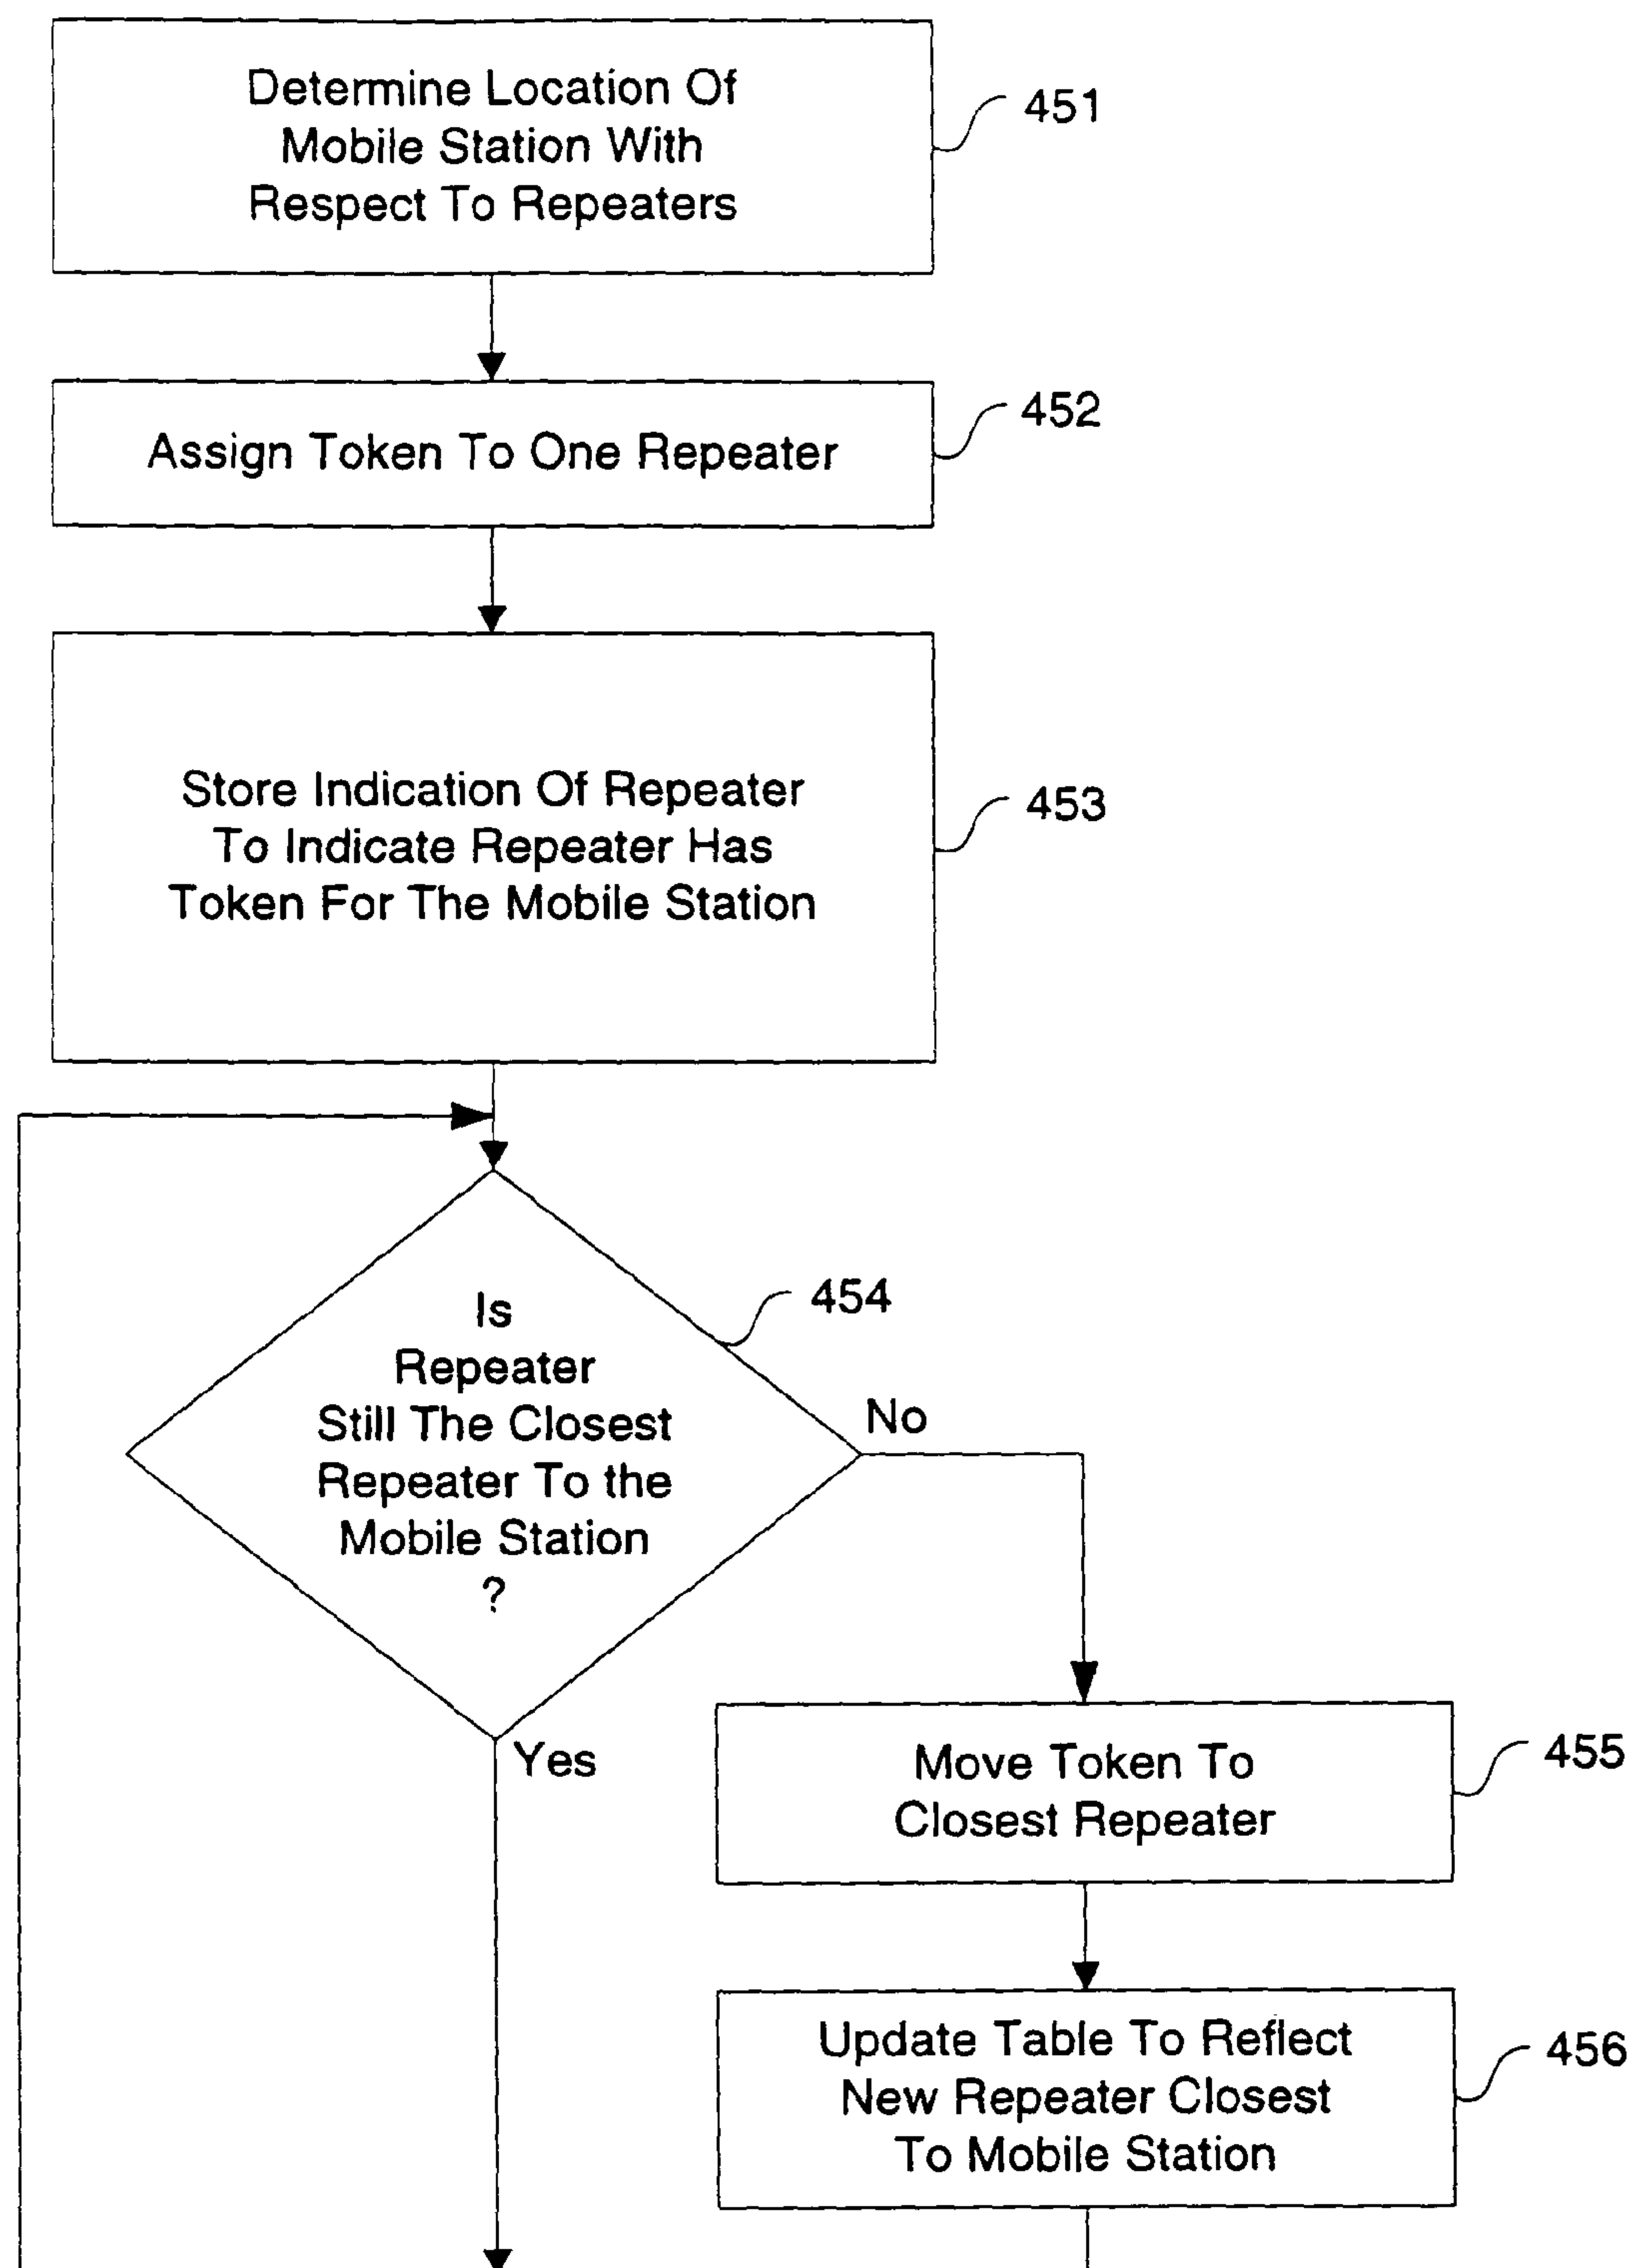 Determine Location Of
Mobile Station With
Respect To Repeaters
451
Assign Token To One Repeater
452
Store Indication Of Repeater
To Indicate Repeater Has
Token For The Mobile Station
453
Is
Repeater
Still The Closest
Repeater To the
Mobile Station
?
454
No
Yes
Move Token To
Closest Repeater
455
Update Table To Reflect
New Repeater Closest
To Mobile Station
456